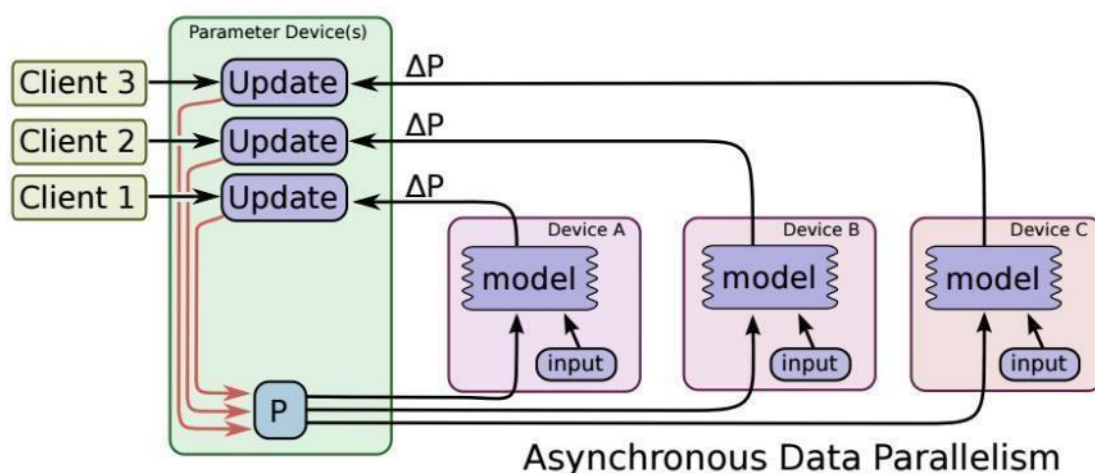 Parameter Device(s)
Client 3
Update
ΔP
Client 2
Update
ΔP
Client 1
Update
ΔP
Device A
Device B
Device C
model
model
model
input
input
input
P
Asynchronous Data Parallelism